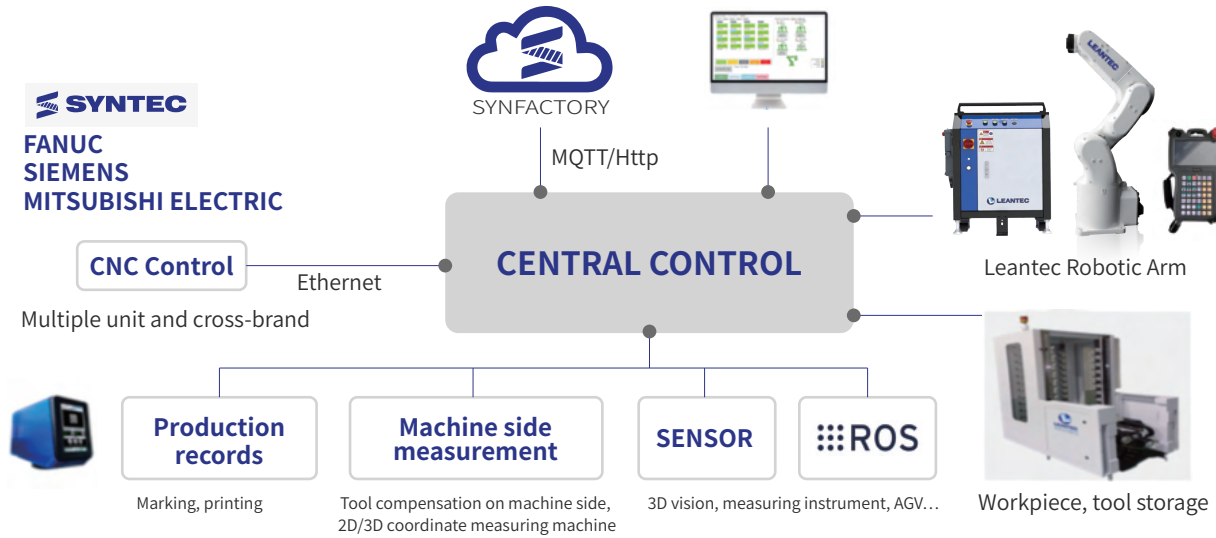 SYNFACTORY
SYNTEC
FANUC
SIEMENS
MITSUBISHI ELECTRIC
MQTT/Http
LEANTEC
LEANTEC
CENTRAL CONTROL
CNC Control
Ethernet
Multiple unit and cross-brand
Leantec Robotic Arm
Production
records
Marking, printing
Machine side
measurement
Tool compensation on machine side,
2D/3D coordinate measuring machine
SENSOR
ROS
3D vision, measuring instrument, AGV...
LEANTEC
Workpiece, tool storage